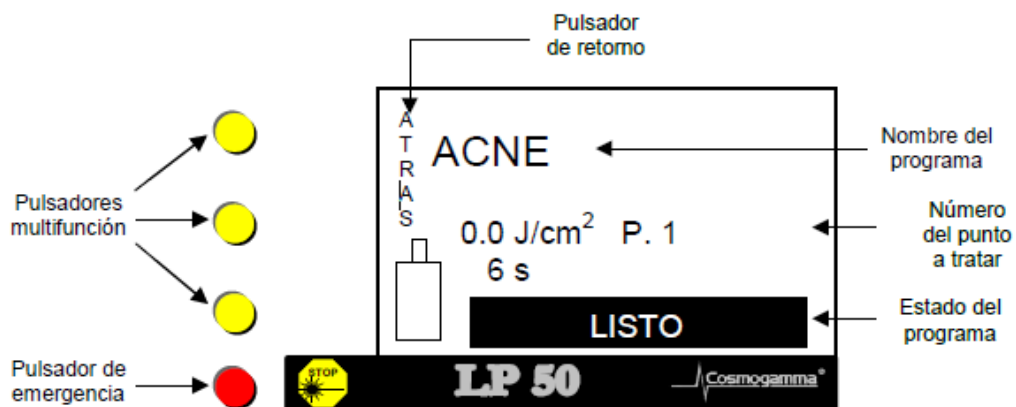 Pulsador
de retorno
ATRAS
ACNE
Nombre del
programa
Pulsadores
multifunción
0.0 J/cm² P. 1
6 s
Número
del punto
a tratar
LISTO
Estado del
programa
Pulsador de
emergencia
STOP
LP 50
Cosmogamma®